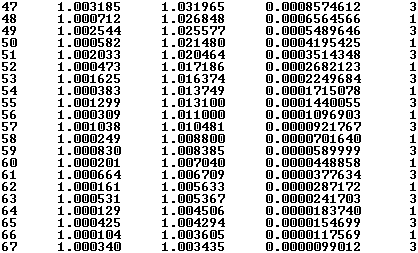 47 1.003185 1.031965 0.0008574612 3
48 1.000712 1.026848 0.0006564566 1
49 1.002544 1.025577 0.0005489646 3
50 1.000582 1.021480 0.0004195425 1
51 1.002033 1.020464 0.0003514348 3
52 1.000473 1.017186 0.0002682123 1
53 1.001625 1.016374 0.0002249684 3
54 1.000383 1.013749 0.0001715078 1
55 1.001299 1.013100 0.0001440055 3
56 1.000309 1.011000 0.0001096903 1
57 1.001038 1.010481 0.0000921767 3
58 1.000249 1.008800 0.0000701640 1
59 1.000830 1.008385 0.0000589999 3
60 1.000201 1.007040 0.0000448858 1
61 1.000664 1.006709 0.0000377634 3
62 1.000161 1.005633 0.0000287172 1
63 1.000531 1.005367 0.0000241703 3
64 1.000129 1.004506 0.0000183740 1
65 1.000425 1.004294 0.0000154699 3
66 1.000104 1.003605 0.0000117569 1
67 1.000340 1.003435 0.0000099012 3